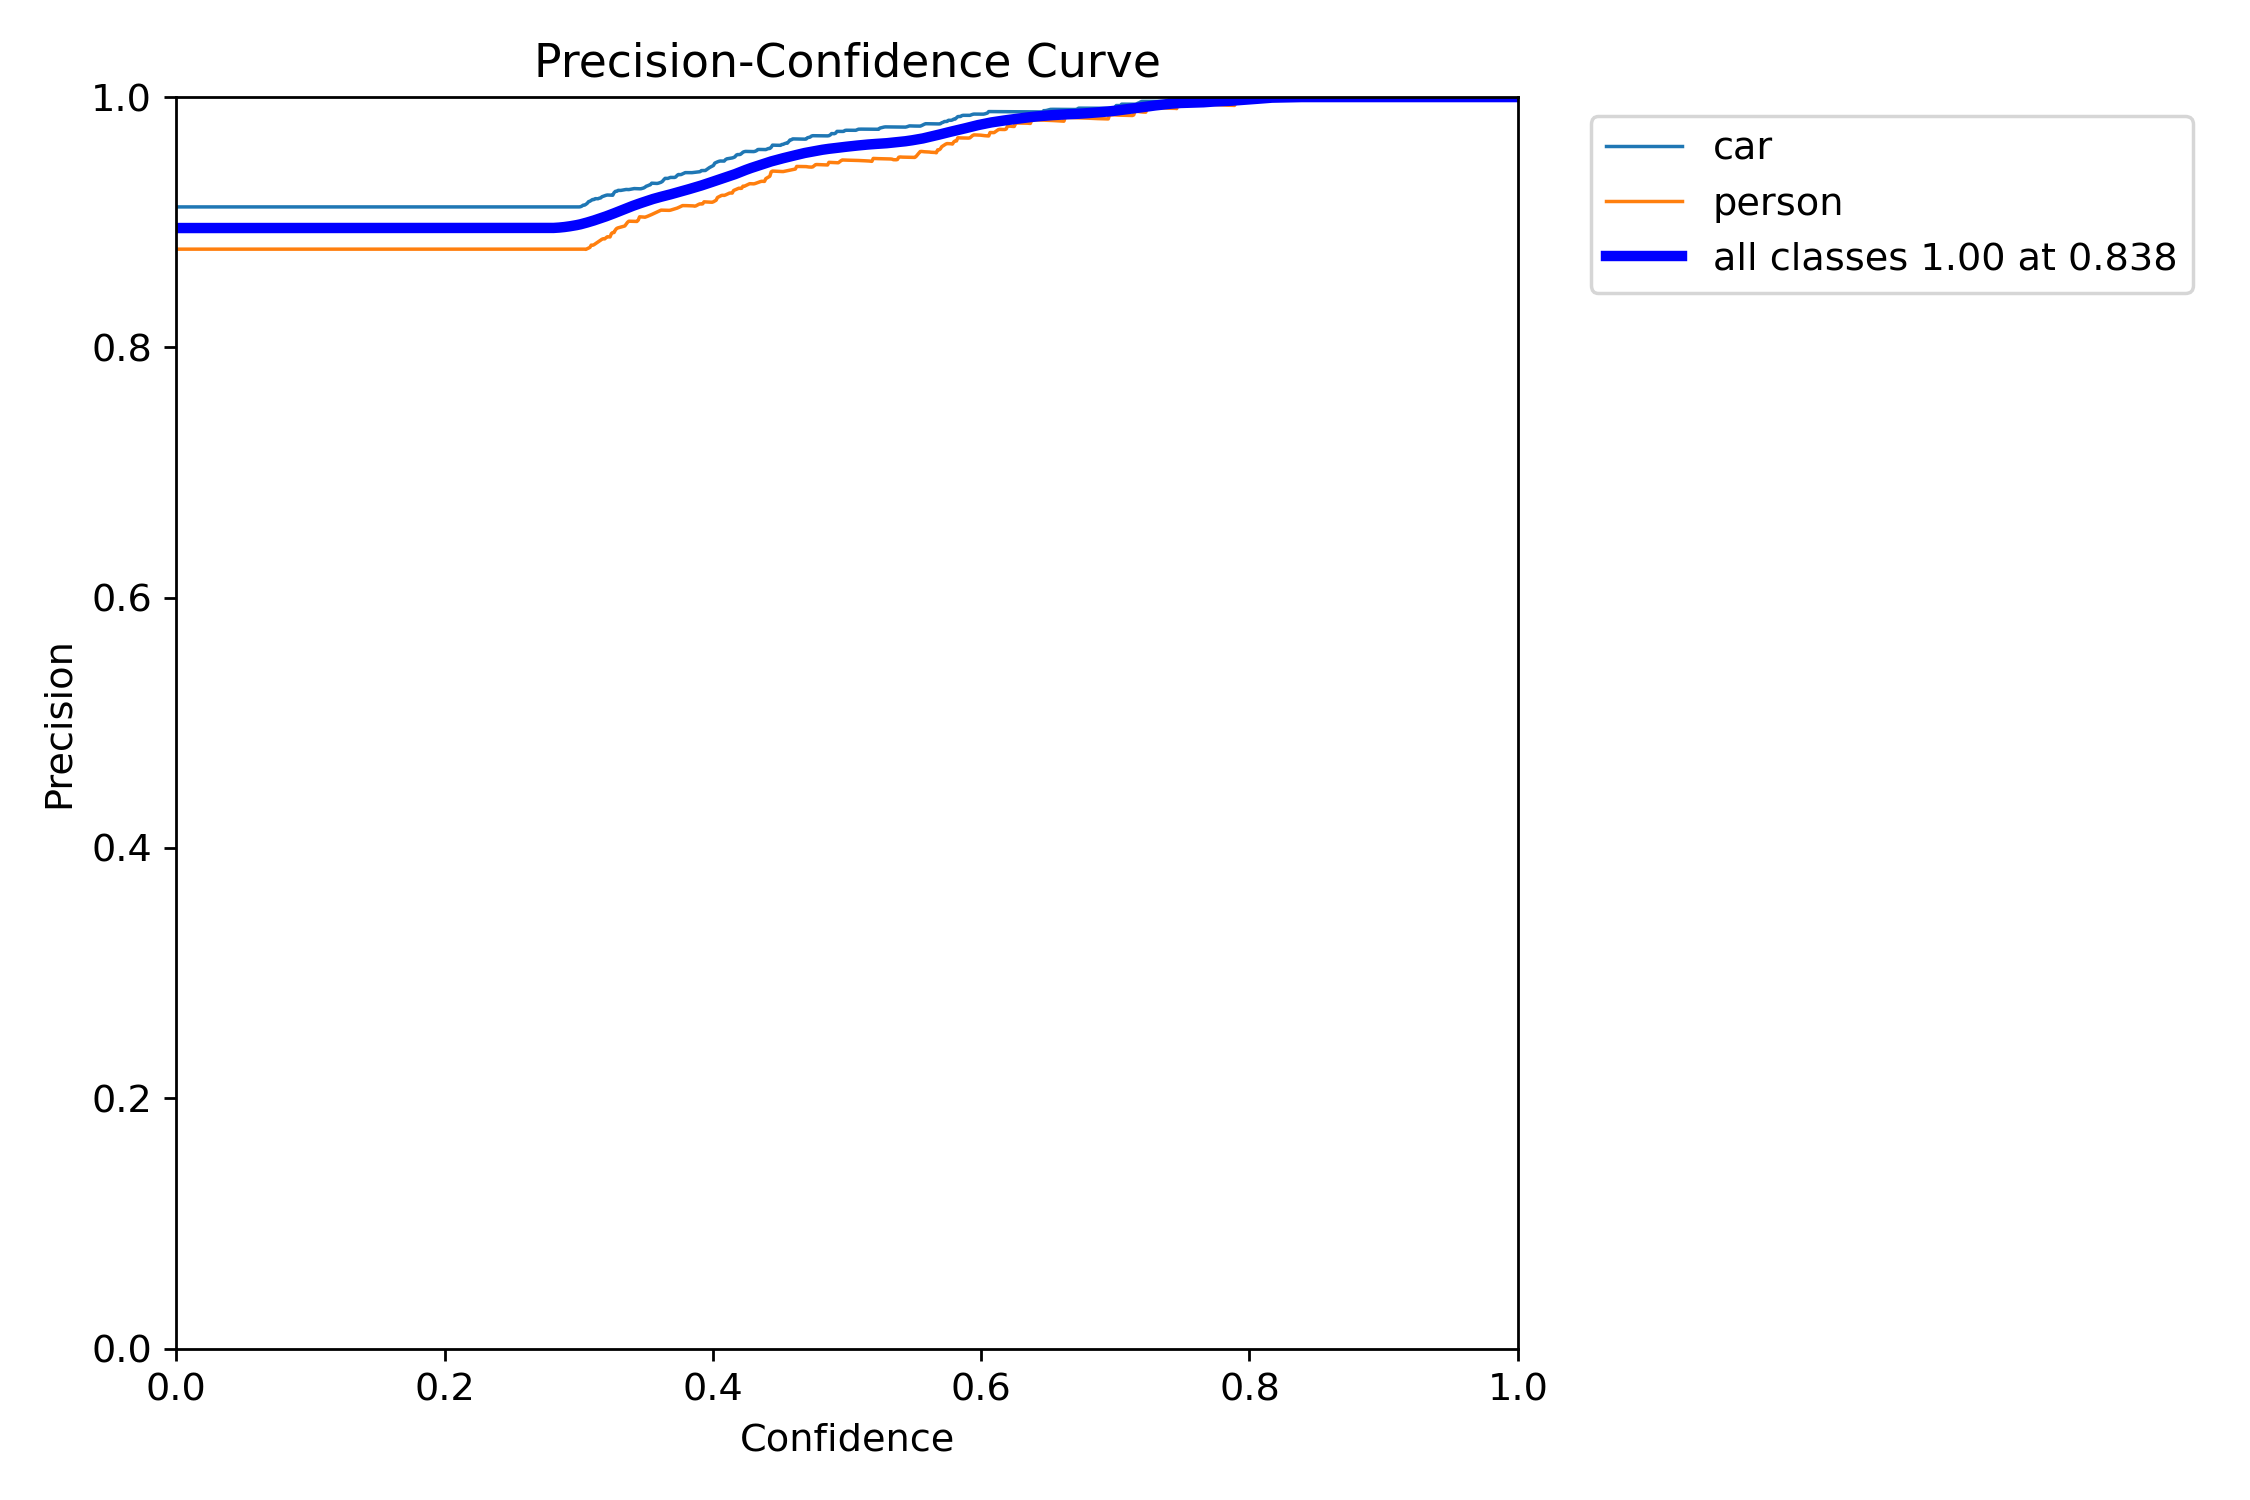 Precision-Confidence Curve
1.0
0.8
0.6
0.4
0.2
0.0
Precision
0.0 0.2 0.4 0.6 0.8 1.0
Confidence
car
person
all classes 1.00 at 0.838